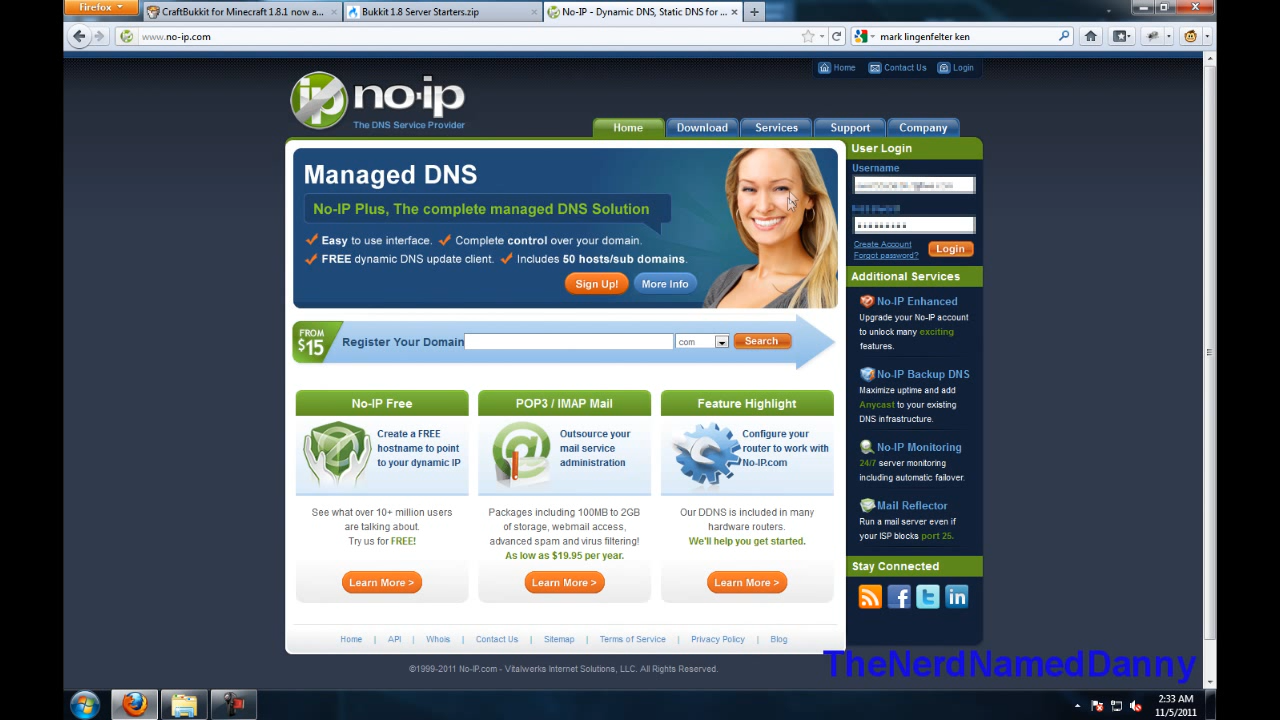 Firefox
CraftBukkit for Minecraft 1.8.1 now a...
Bukkit 1.8 Server Starters.zip
No-IP - Dynamic DNS, Static DNS for ...
www.no-ip.com
mark lingenfelter ken
Home
Contact Us
Login
no-ip
The DNS Service Provider
Home
Download
Services
Support
Company
Managed DNS
No-IP Plus, The complete managed DNS Solution
Easy to use interface. Complete control over your domain.
FREE dynamic DNS update client. Includes 50 hosts/sub domains.
Sign Up!
More Info
User Login
Username
Create Account
Forgot password?
Login
FROM
$15
Register Your Domain
com
Search
Additional Services
No-IP Enhanced
Upgrade your No-IP account
to unlock many exciting
features.
No-IP Backup DNS
Maximize uptime and add
Anycast to your existing
DNS infrastructure.
No-IP Monitoring
24/7 server monitoring
including automatic failover.
Mail Reflector
Run a mail server even if
your ISP blocks port 25.
Stay Connected
No-IP Free
Create a FREE
hostname to point
to your dynamic IP
See what over 10+ million users
are talking about.
Try us for FREE!
Learn More >
POP3 / IMAP Mail
Outsource your
mail service
administration
Packages including 100MB to 2GB
of storage, webmail access,
advanced spam and virus filtering!
As low as $19.95 per year.
Learn More >
Feature Highlight
Configure your
router to work with
No-IP.com
Our DDNS is included in many
hardware routers.
We'll help you get started.
Learn More >
Home | API | Whois | Contact Us | Sitemap | Terms of Service | Privacy Policy | Blog
©1999-2011 No-IP.com - Vitalwerks Internet Solutions, LLC. All Rights Reserved.
TheNerdNamedDanny
2:33 AM
11/5/2011